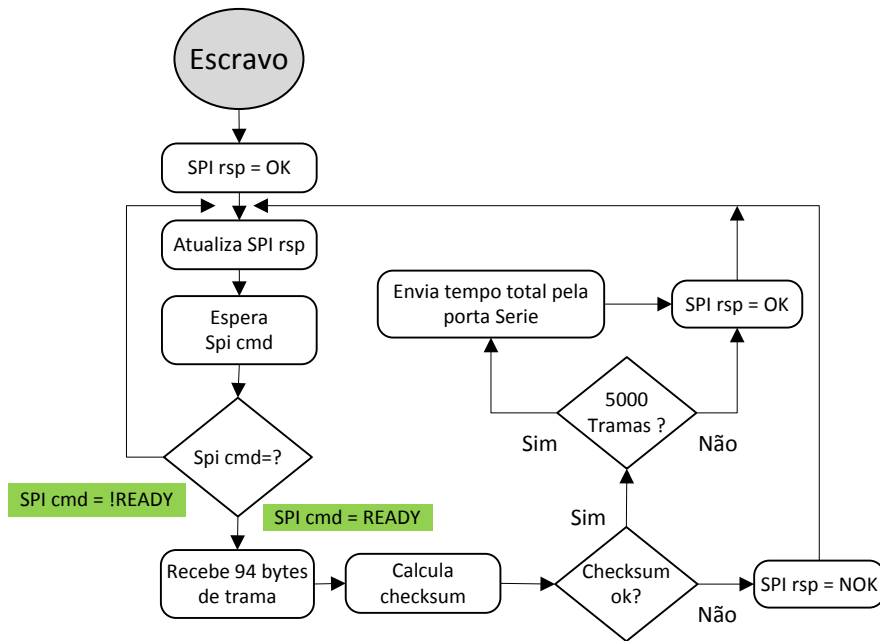 Escravo
SPI rsp = OK
Atualiza SPI rsp
Espera
Spi cmd
Spi cmd=?
SPI cmd = !READY
SPI cmd = READY
Recebe 94 bytes
de trama
Calcula
checksum
Checksum
ok?
Sim
Não
SPI rsp = NOK
5000
Tramas ?
Sim
Não
Envia tempo total pela
porta Serie
SPI rsp = OK